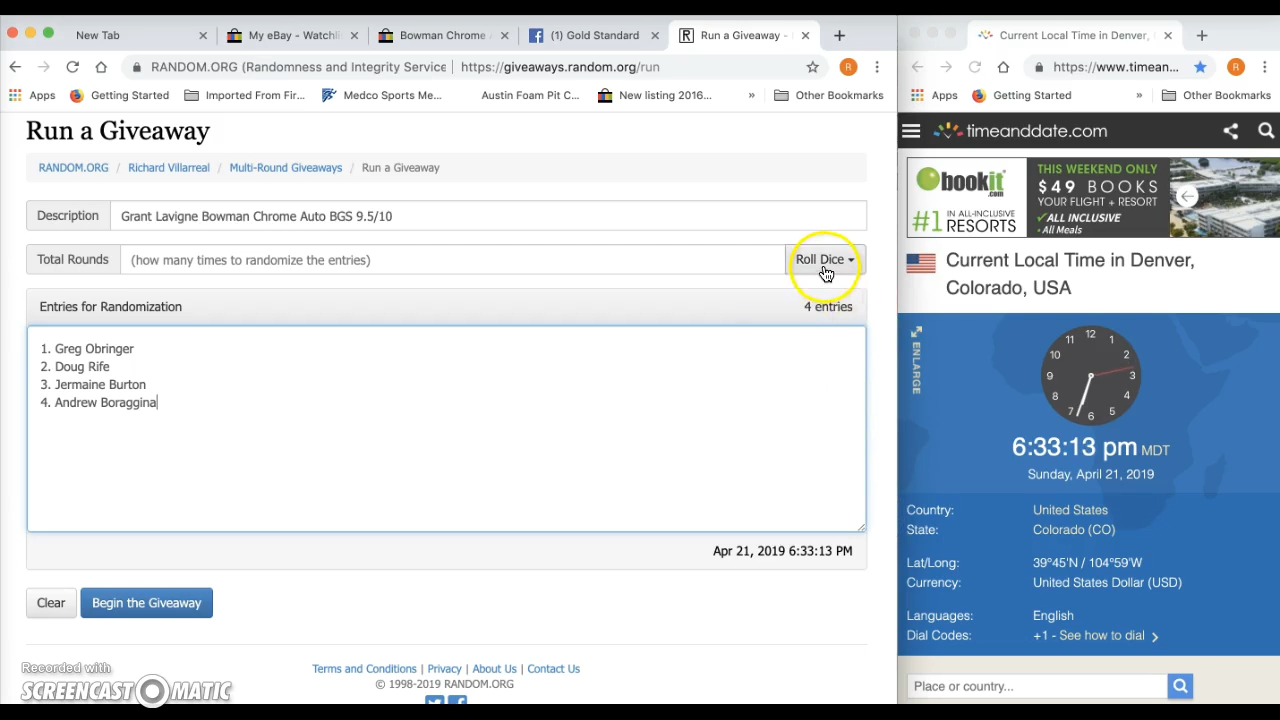 New Tab
My eBay - Watchli
Bowman Chrome
(1) Gold Standard
Run a Giveaway -
RANDOM.ORG (Randomness and Integrity Service
https://giveaways.random.org/run
Apps
Getting Started
Imported From Fir...
Medco Sports Me...
Austin Foam Pit C...
New listing 2016...
»
Other Bookmarks
Run a Giveaway
RANDOM.ORG / Richard Villarreal / Multi-Round Giveaways / Run a Giveaway
Description Grant Lavigne Bowman Chrome Auto BGS 9.5/10
Total Rounds (how many times to randomize the entries) Roll Dice
Entries for Randomization 4 entries
1. Greg Obringer
2. Doug Rife
3. Jermaine Burton
4. Andrew Boraggina
Apr 21, 2019 6:33:13 PM
Clear Begin the Giveaway
Terms and Conditions | Privacy | About Us | Contact Us
© 1998-2019 RANDOM.ORG
Recorded with
SCREENCAST-O-MATIC
Current Local Time in Denver,
https://www.timean...
R
Apps
Getting Started
»
Other Bookmarks
timeanddate.com
bookit
.com
#1 IN ALL-INCLUSIVE
RESORTS
THIS WEEKEND ONLY
$49 BOOKS
YOUR FLIGHT + RESORT
✓ALL INCLUSIVE
• All Meals
Current Local Time in Denver,
Colorado, USA
ENLARGE
12
1
2
3
4
5
6
7
8
9
10
11
6:33:13 pm MDT
Sunday, April 21, 2019
Country: United States
State: Colorado (CO)
Lat/Long: 39°45'N / 104°59'W
Currency: United States Dollar (USD)
Languages: English
Dial Codes: +1 - See how to dial
Place or country...